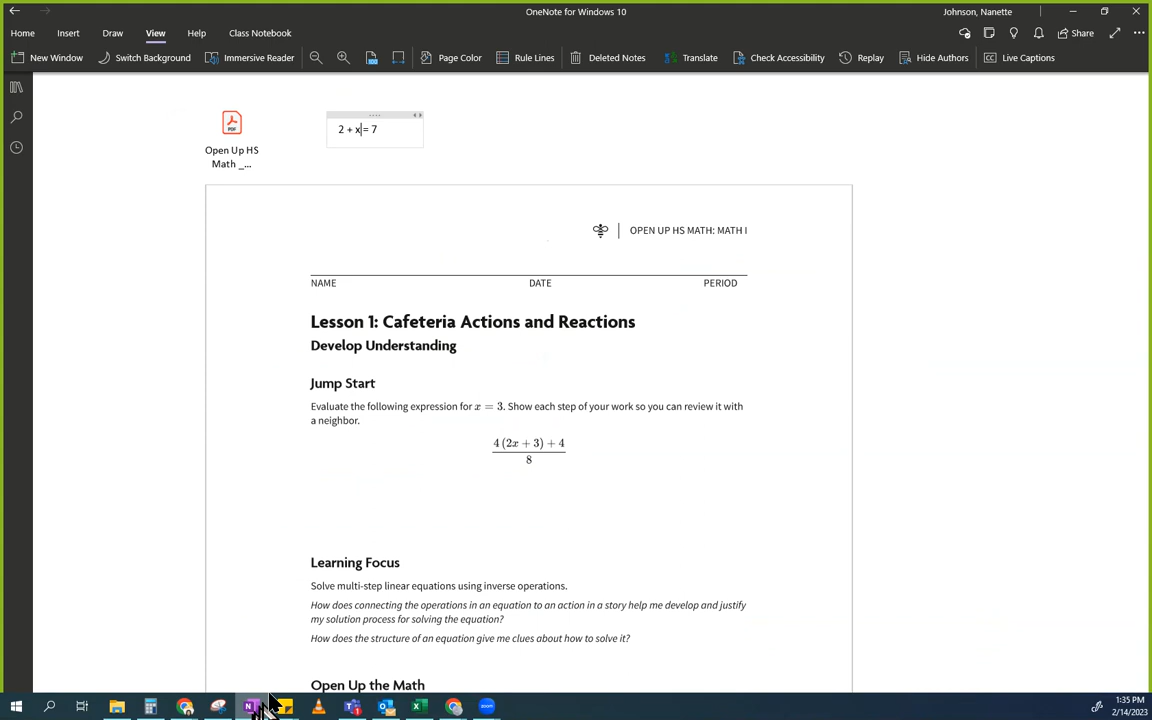 OneNote for Windows 10
Johnson, Nanette
Home Insert Draw View Help Class Notebook
Share
New Window Switch Background Immersive Reader 100 Page Color Rule Lines Deleted Notes Translate Check Accessibility Replay Hide Authors Live Captions
PDF
Open Up HS
Math _...
2 + x = 7
OPEN UP HS MATH: MATH I
NAME DATE PERIOD
Lesson 1: Cafeteria Actions and Reactions
Develop Understanding
Jump Start
Evaluate the following expression for x = 3. Show each step of your work so you can review it with
a neighbor.
4 (2x + 3) + 4
8
Learning Focus
Solve multi-step linear equations using inverse operations.
How does connecting the operations in an equation to an action in a story help me develop and justify
my solution process for solving the equation?
How does the structure of an equation give me clues about how to solve it?
Open Up the Math
1:35 PM
2/14/2023